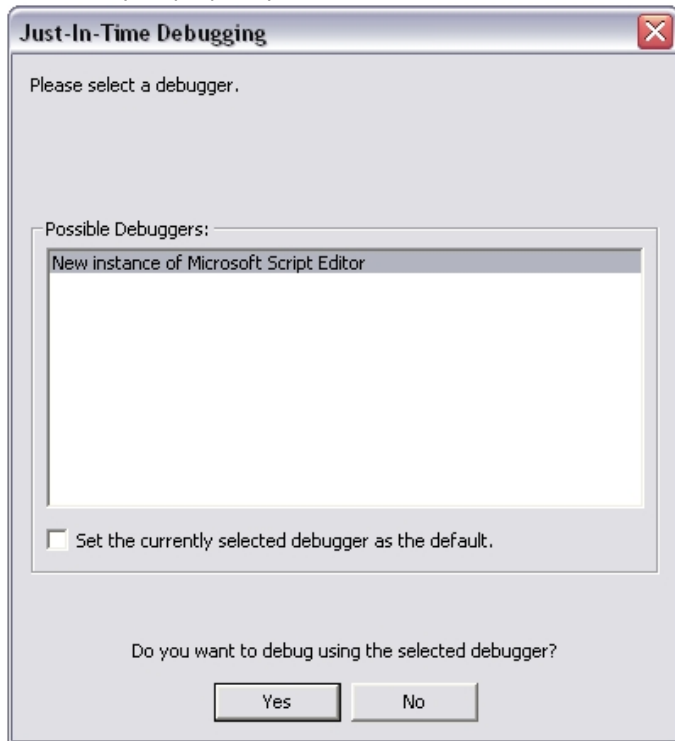 Just-In-Time Debugging
Please select a debugger.
Possible Debuggers:
New instance of Microsoft Script Editor
Set the currently selected debugger as the default.
Do you want to debug using the selected debugger?
Yes
No